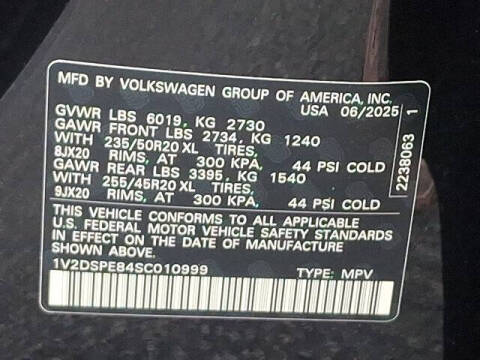 MFD BY VOLKSWAGEN GROUP OF AMERICA, INC.
USA 06/2025
GVWR LBS 6019, KG 2730
GAWR FRONT LBS 2734, KG 1240
WITH 235/50R20 XL TIRES,
8JX20 RIMS, AT 300 KPA, 44 PSI COLD
GAWR REAR LBS 3395, KG 1540
WITH 255/45R20 XL TIRES,
9JX20 RIMS, AT 300 KPA, 44 PSI COLD
THIS VEHICLE CONFORMS TO ALL APPLICABLE
U.S. FEDERAL MOTOR VEHICLE SAFETY STANDARDS
IN EFFECT ON THE DATE OF MANUFACTURE
SHOWN ABOVE.
1V2DSPE84SC010999 TYPE: MPV
2238063 1